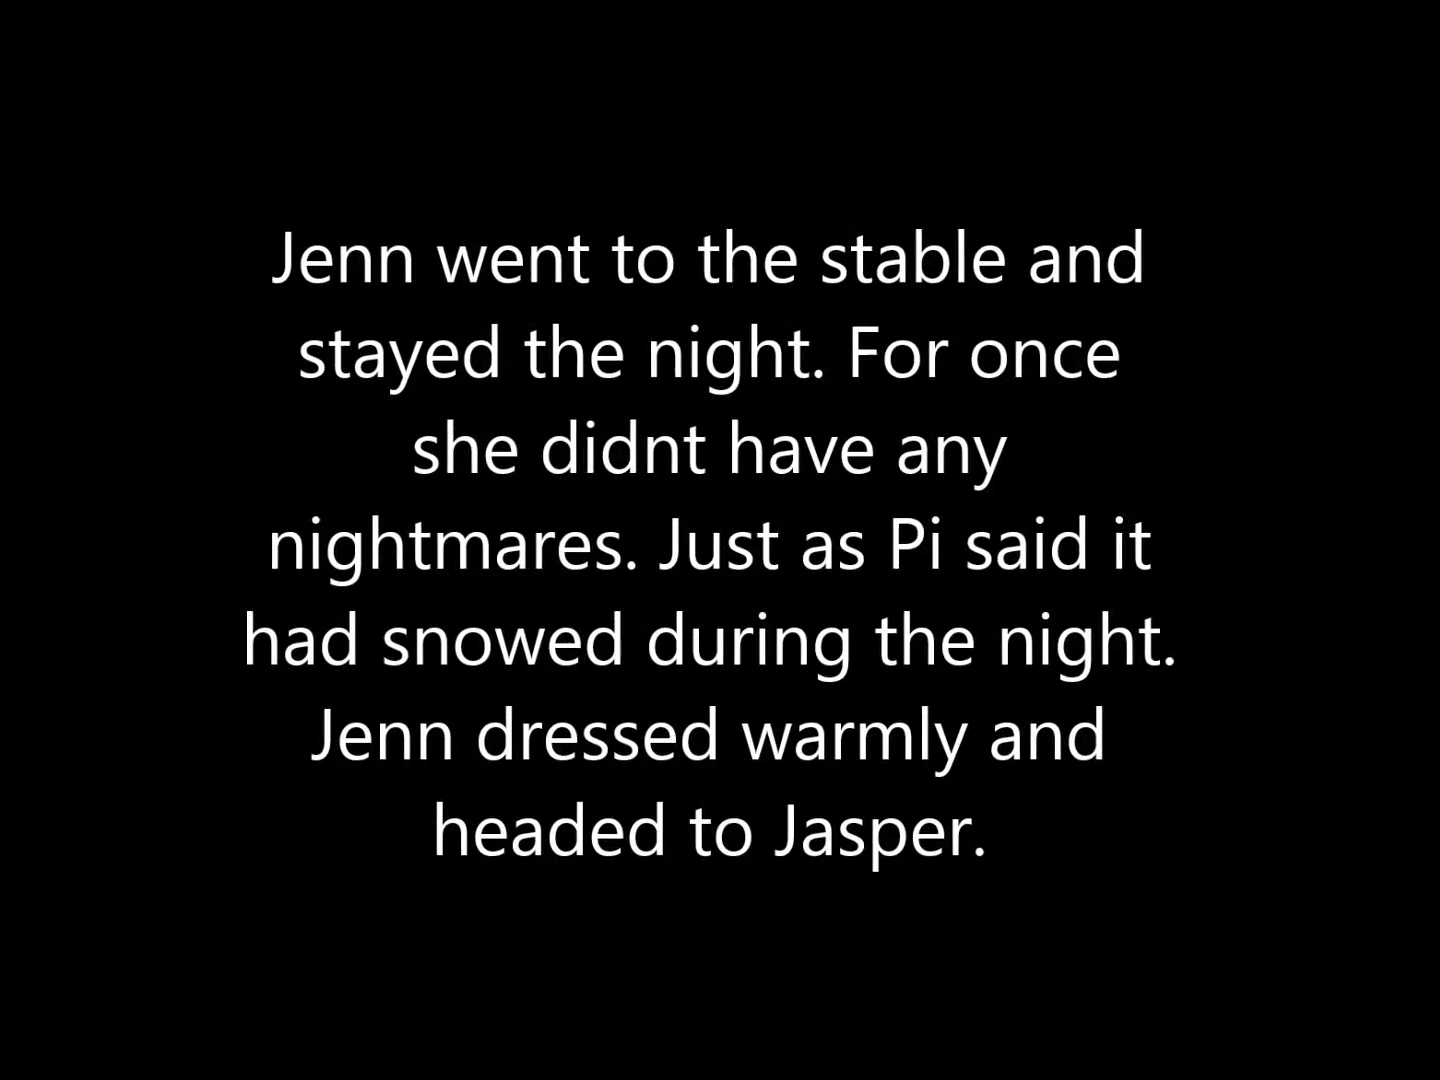 Jenn went to the stable and
stayed the night. For once
she didnt have any
nightmares. Just as Pi said it
had snowed during the night.
Jenn dressed warmly and
headed to Jasper.